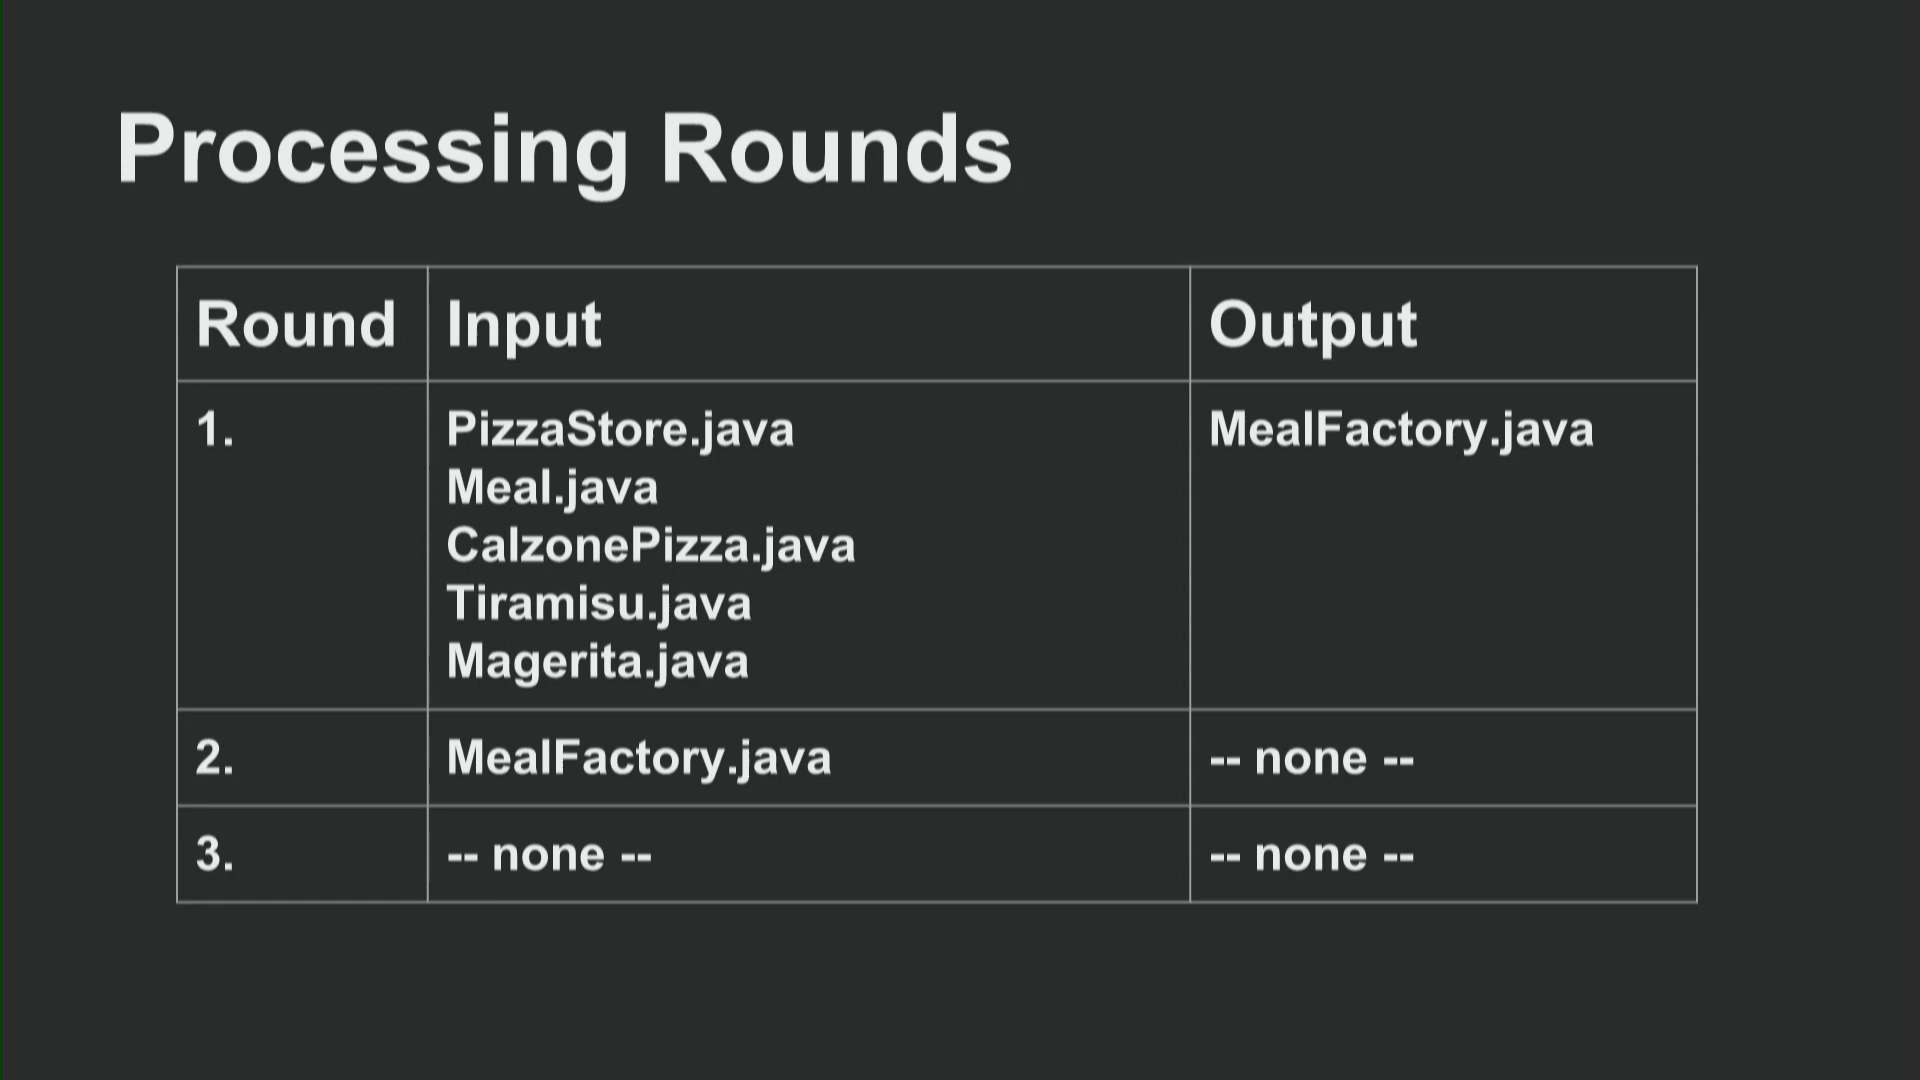 Processing Rounds
Round Input Output
1. PizzaStore.java MealFactory.java
Meal.java
CalzonePizza.java
Tiramisu.java
Magerita.java
2. MealFactory.java -- none --
3. -- none -- -- none --